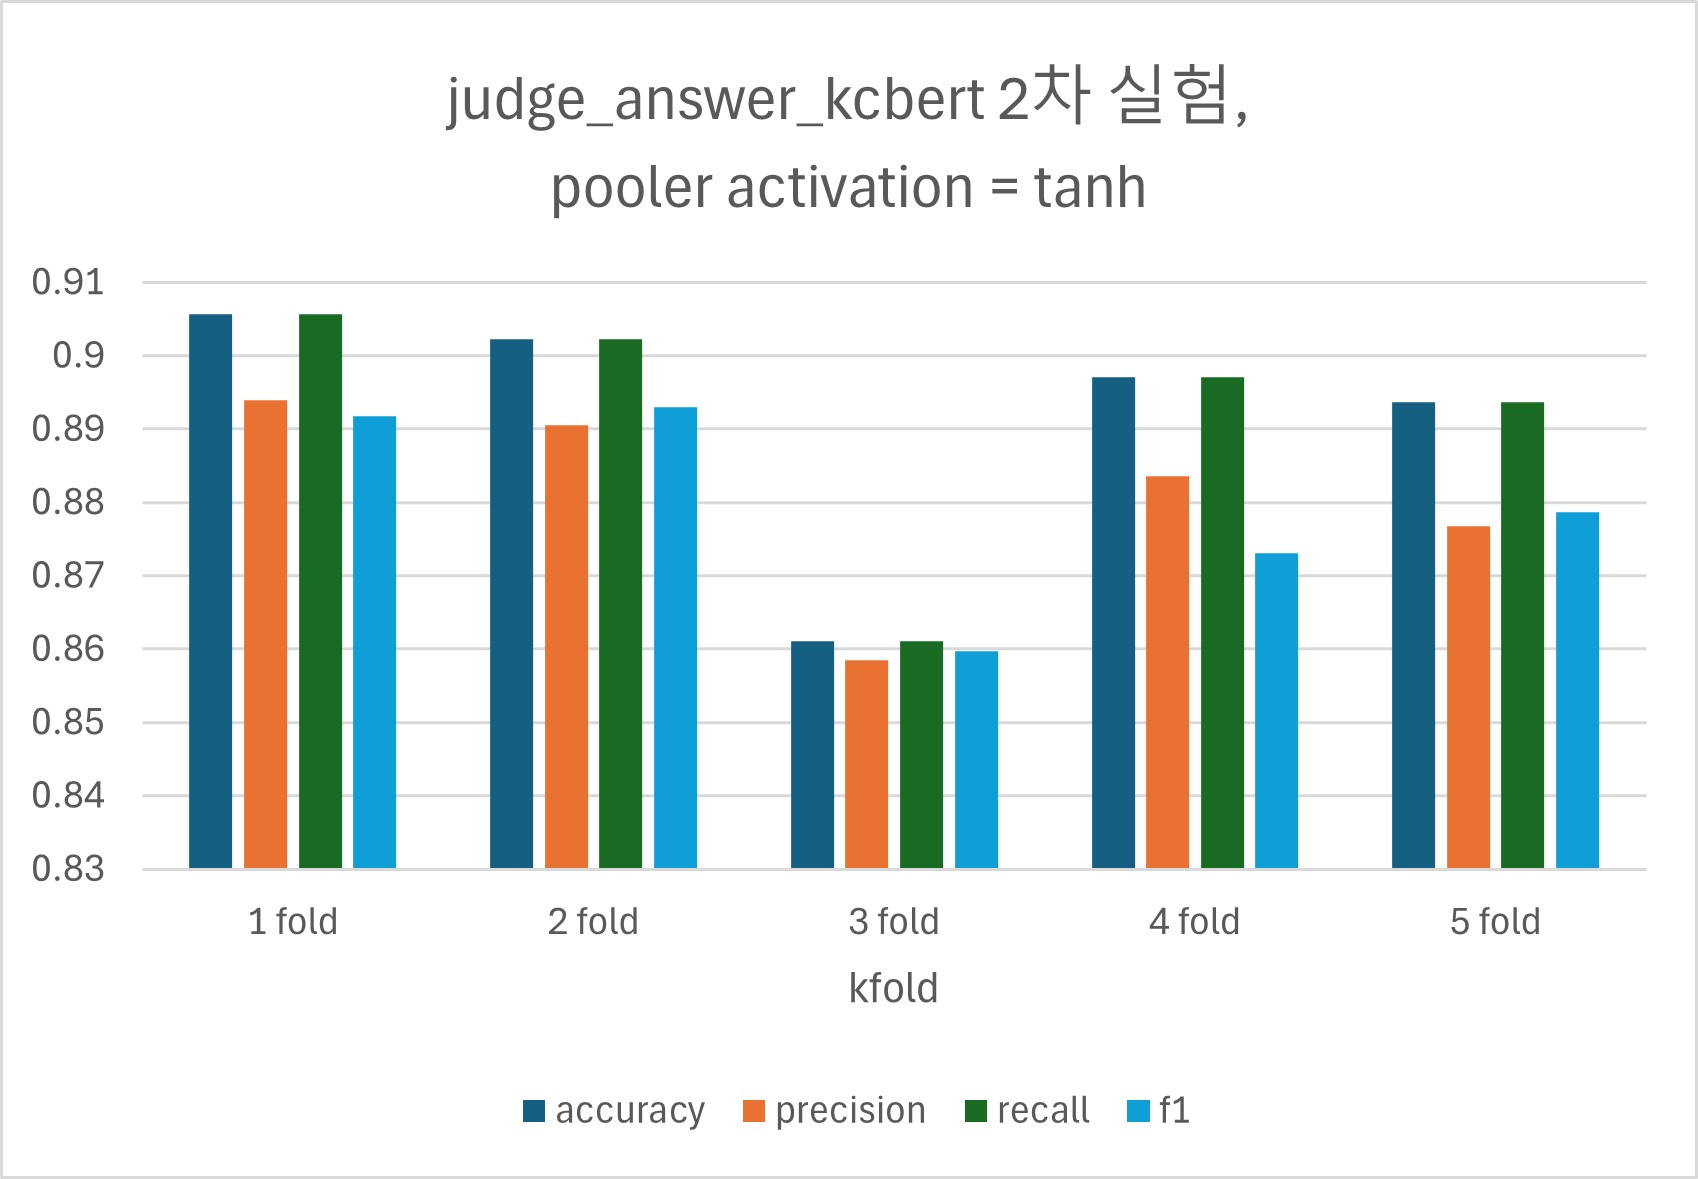 judge_answer_kcbert 2차 실험,
pooler activation = tanh
0.91
0.9
0.89
0.88
0.87
0.86
0.85
0.84
0.83
1 fold 2 fold 3 fold 4 fold 5 fold
kfold
accuracy precision recall f1